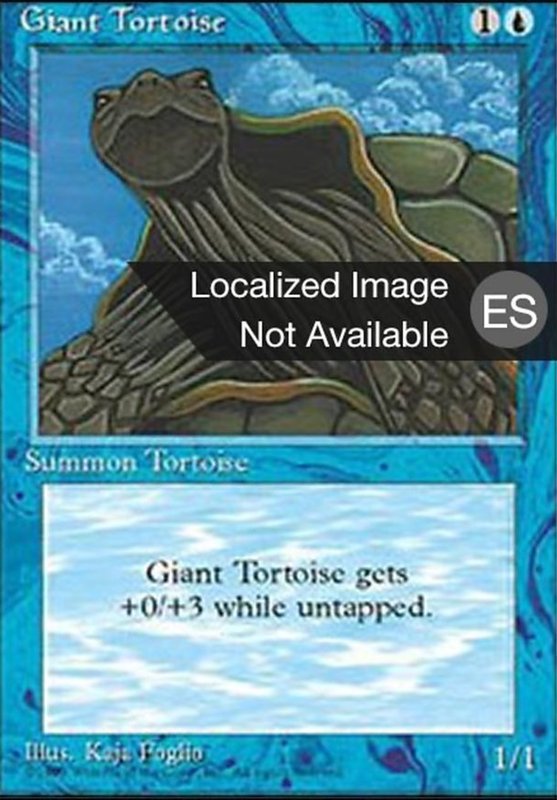 Giant Tortoise 1
Localized Image
ES
Not Available
Summon Tortoise
Giant Tortoise gets
+0/+3 while untapped.
Illus. Kaja Foglio
1/1